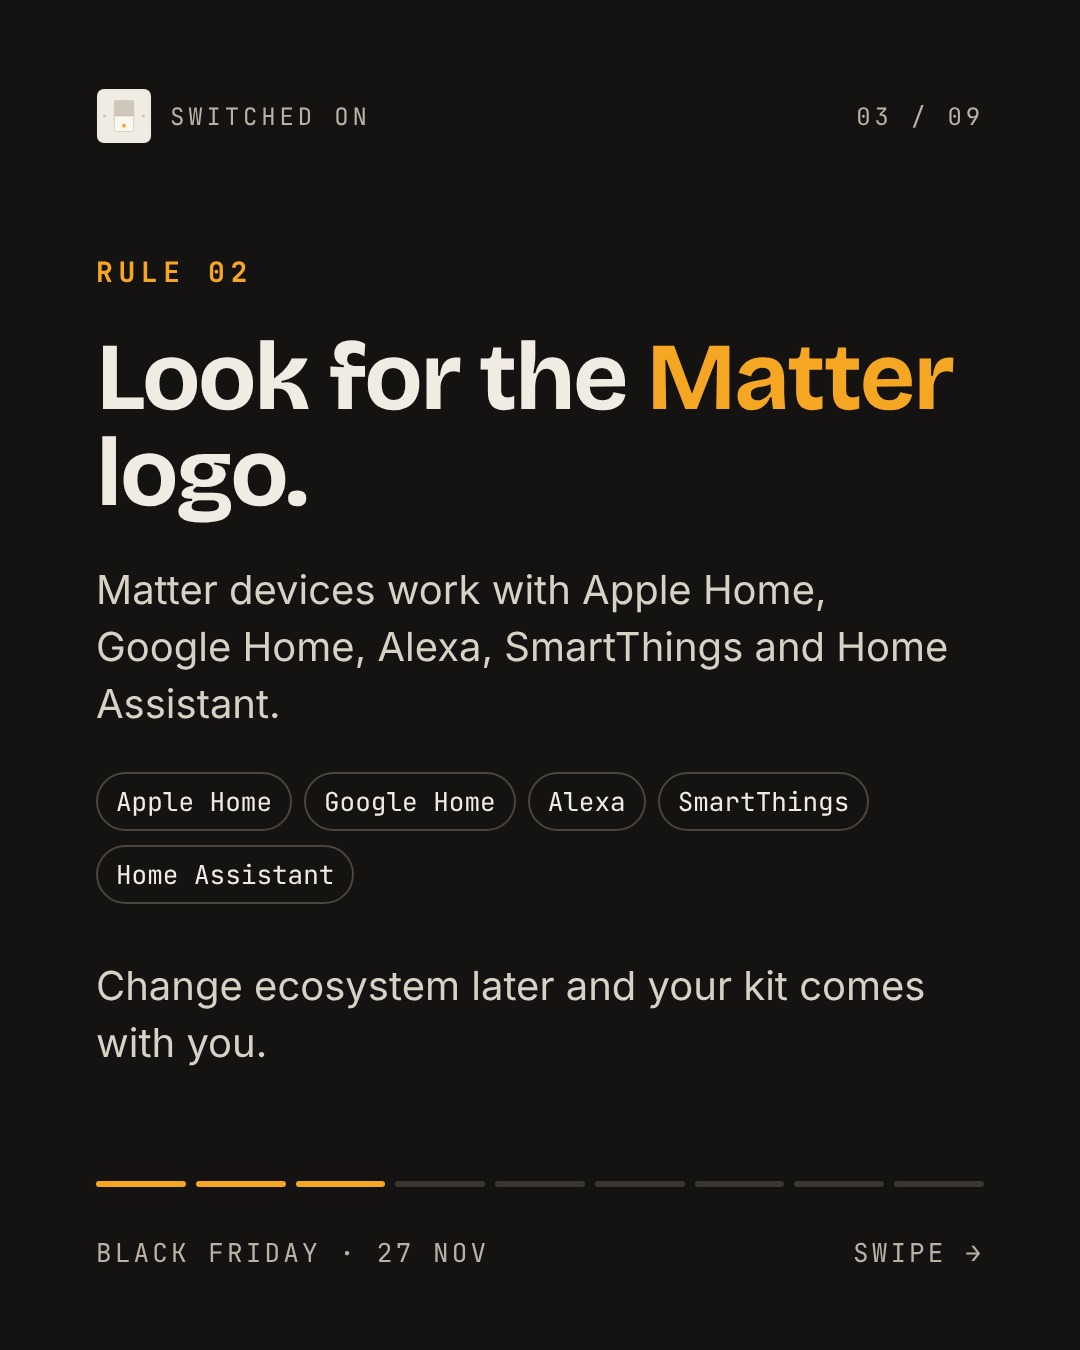 SWITCHED ON
03 / 09
RULE 02
Look for the Matter
logo.
Matter devices work with Apple Home,
Google Home, Alexa, SmartThings and Home
Assistant.
Apple Home
Google Home
Alexa
SmartThings
Home Assistant
Change ecosystem later and your kit comes
with you.
BLACK FRIDAY · 27 NOV
SWIPE →